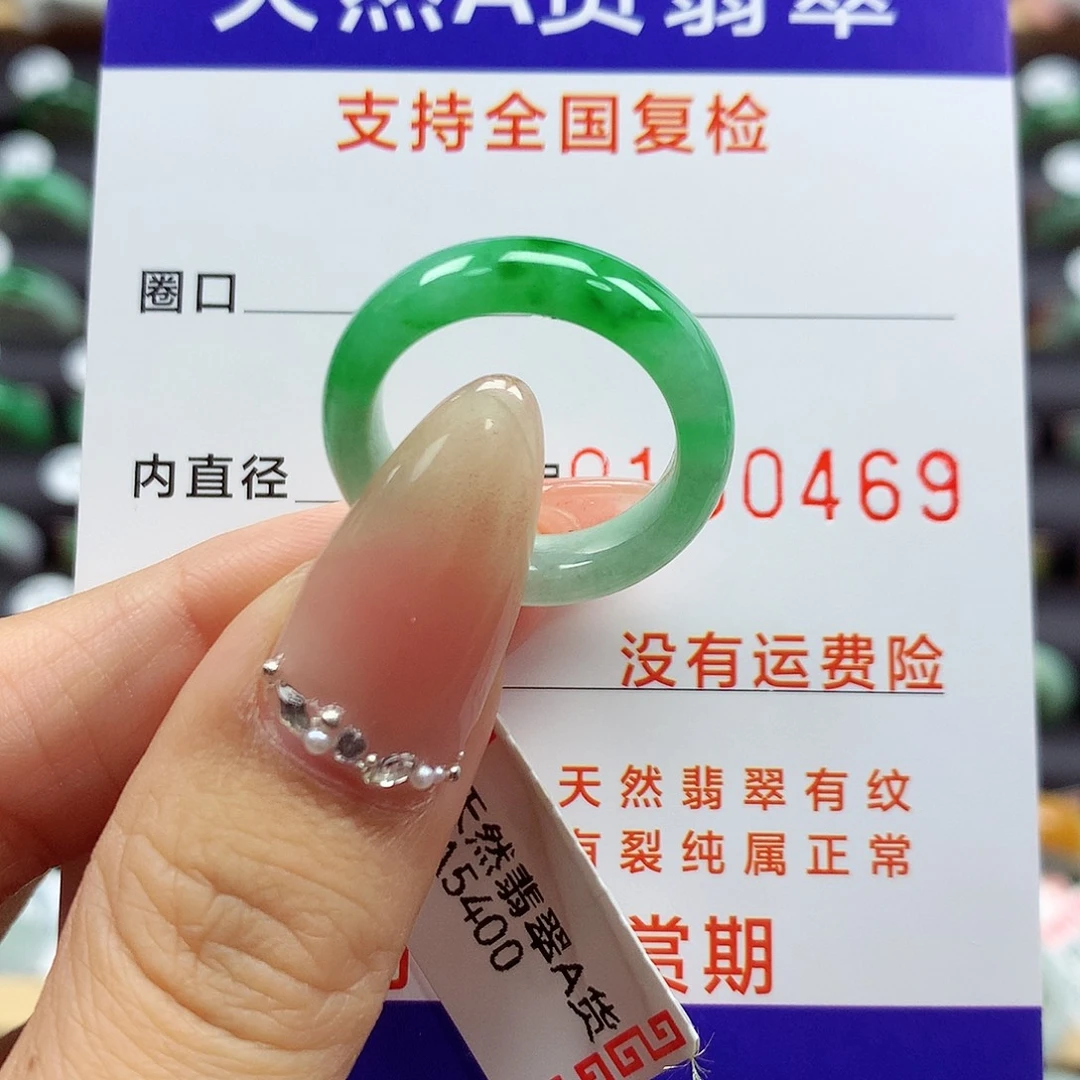 天然A货翡翠
支持全国复检
圈口
内直径
0469
没有运费险
天然翡翠有纹
有裂纯属正常
赏期
天然翡翠A货
15400